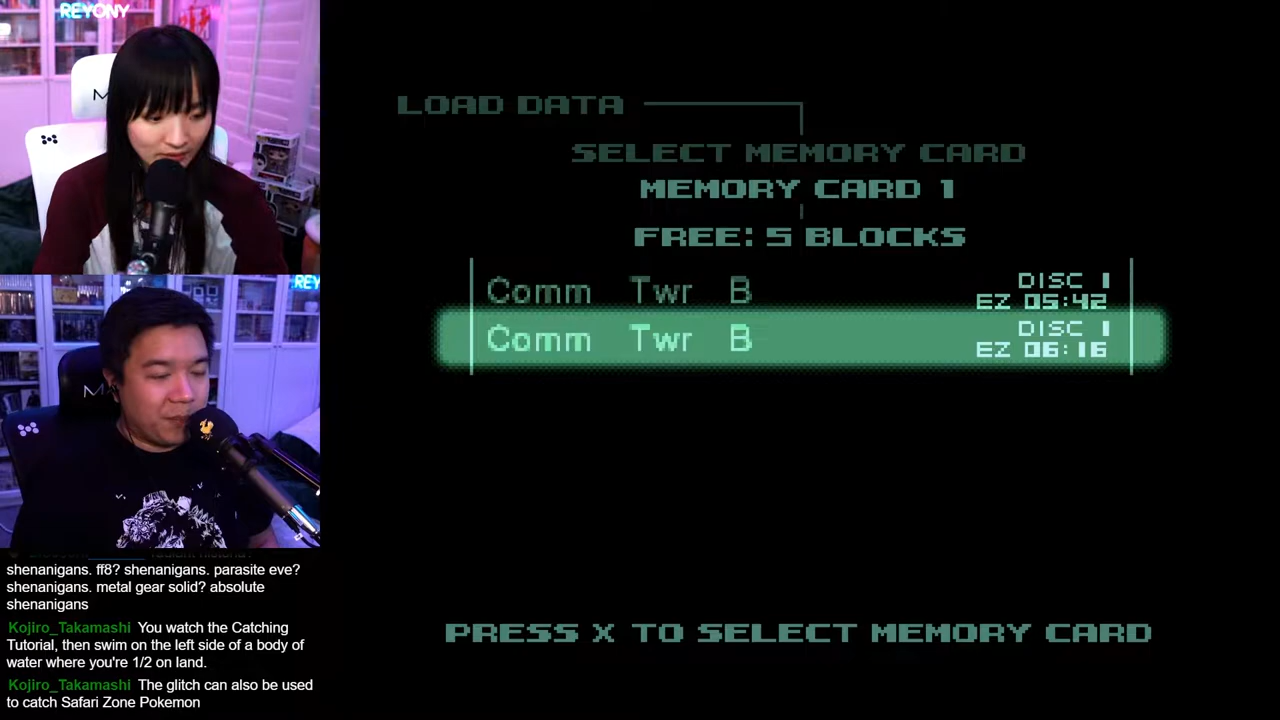 REYONY
REY
LOAD DATA
SELECT MEMORY CARD
MEMORY CARD 1
FREE: 5 BLOCKS
Comm Twr B
DISC 1
EZ 05:42
Comm Twr B
DISC 1
EZ 06:16
PRESS X TO SELECT MEMORY CARD
shenanigans. ff8? shenanigans. parasite eve?
shenanigans. metal gear solid? absolute
shenanigans
Kojiro_Takamashi You watch the Catching
Tutorial, then swim on the left side of a body of
water where you're 1/2 on land.
Kojiro_Takamashi The glitch can also be used
to catch Safari Zone Pokemon